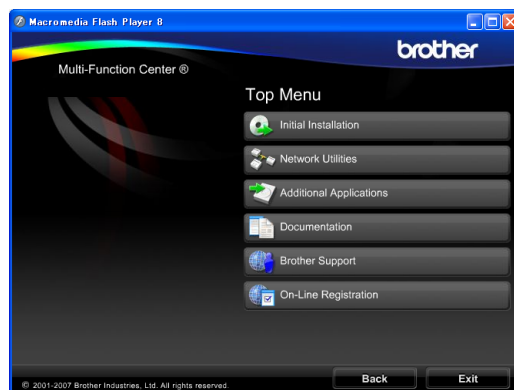 Macromedia Flash Player 8
brother
Multi-Function Center ®
Top Menu
Initial Installation
Network Utilities
Additional Applications
Documentation
Brother Support
On-Line Registration
© 2001-2007 Brother Industries, Ltd. All rights reserved.
Back
Exit